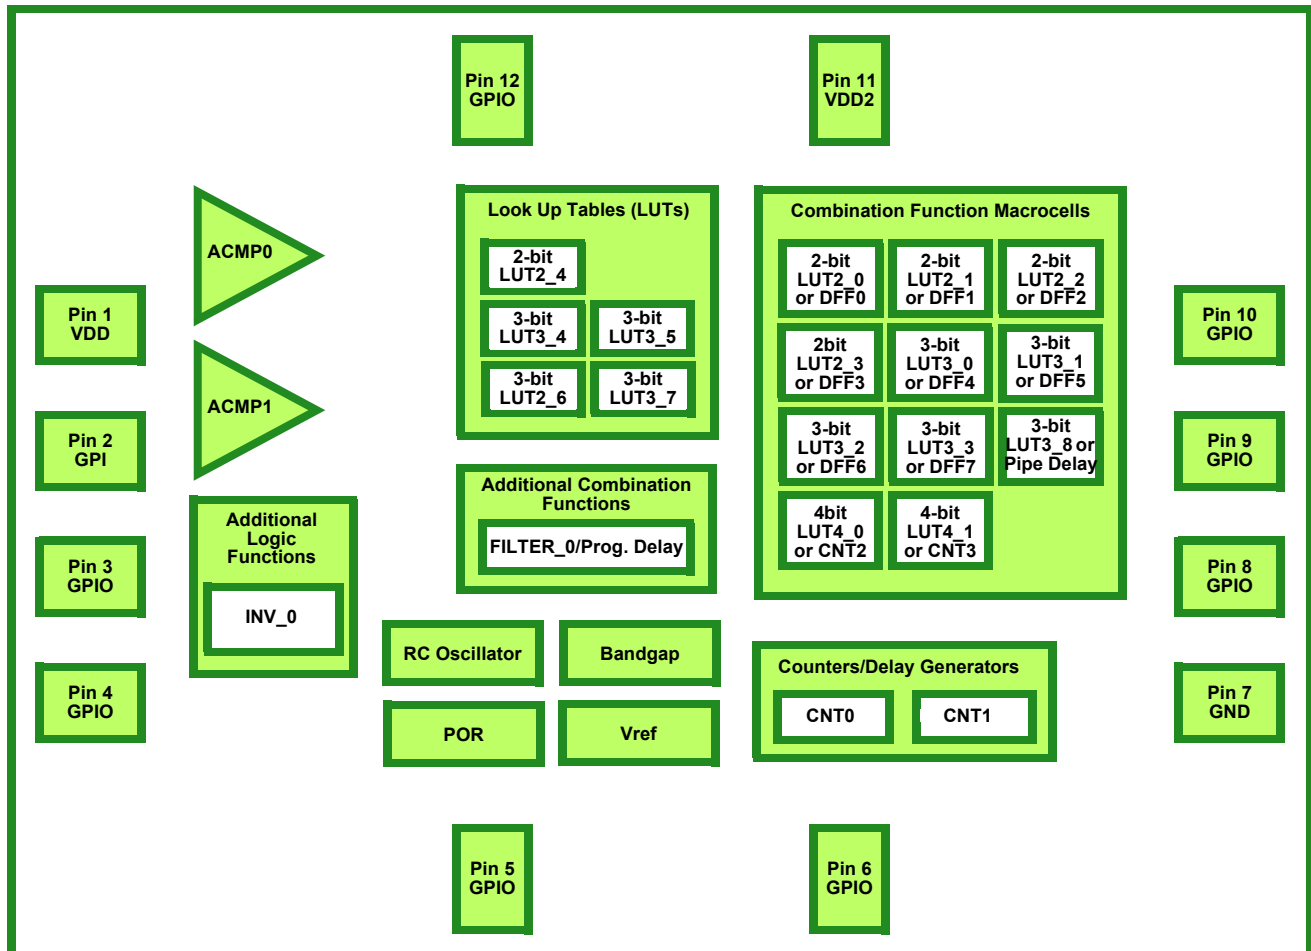 Pin 12
GPIO
Pin 11
VDD2
ACMP0
ACMP1
Pin 1
VDD
Pin 2
GPI
Pin 3
GPIO
Pin 4
GPIO
Additional
Logic
Functions
INV_0
Look Up Tables (LUTs)
2-bit
LUT2_4
3-bit
LUT3_4
3-bit
LUT3_5
3-bit
LUT2_6
3-bit
LUT3_7
Additional Combination
Functions
FILTER_0/Prog. Delay
RC Oscillator
Bandgap
POR
Vref
Combination Function Macrocells
2-bit
LUT2_0
or DFF0
2-bit
LUT2_1
or DFF1
2-bit
LUT2_2
or DFF2
2bit
LUT2_3
or DFF3
3-bit
LUT3_0
or DFF4
3-bit
LUT3_1
or DFF5
3-bit
LUT3_2
or DFF6
3-bit
LUT3_3
or DFF7
3-bit
LUT3_8 or
Pipe Delay
4bit
LUT4_0
or CNT2
4-bit
LUT4_1
or CNT3
Counters/Delay Generators
CNT0
CNT1
Pin 10
GPIO
Pin 9
GPIO
Pin 8
GPIO
Pin 7
GND
Pin 5
GPIO
Pin 6
GPIO